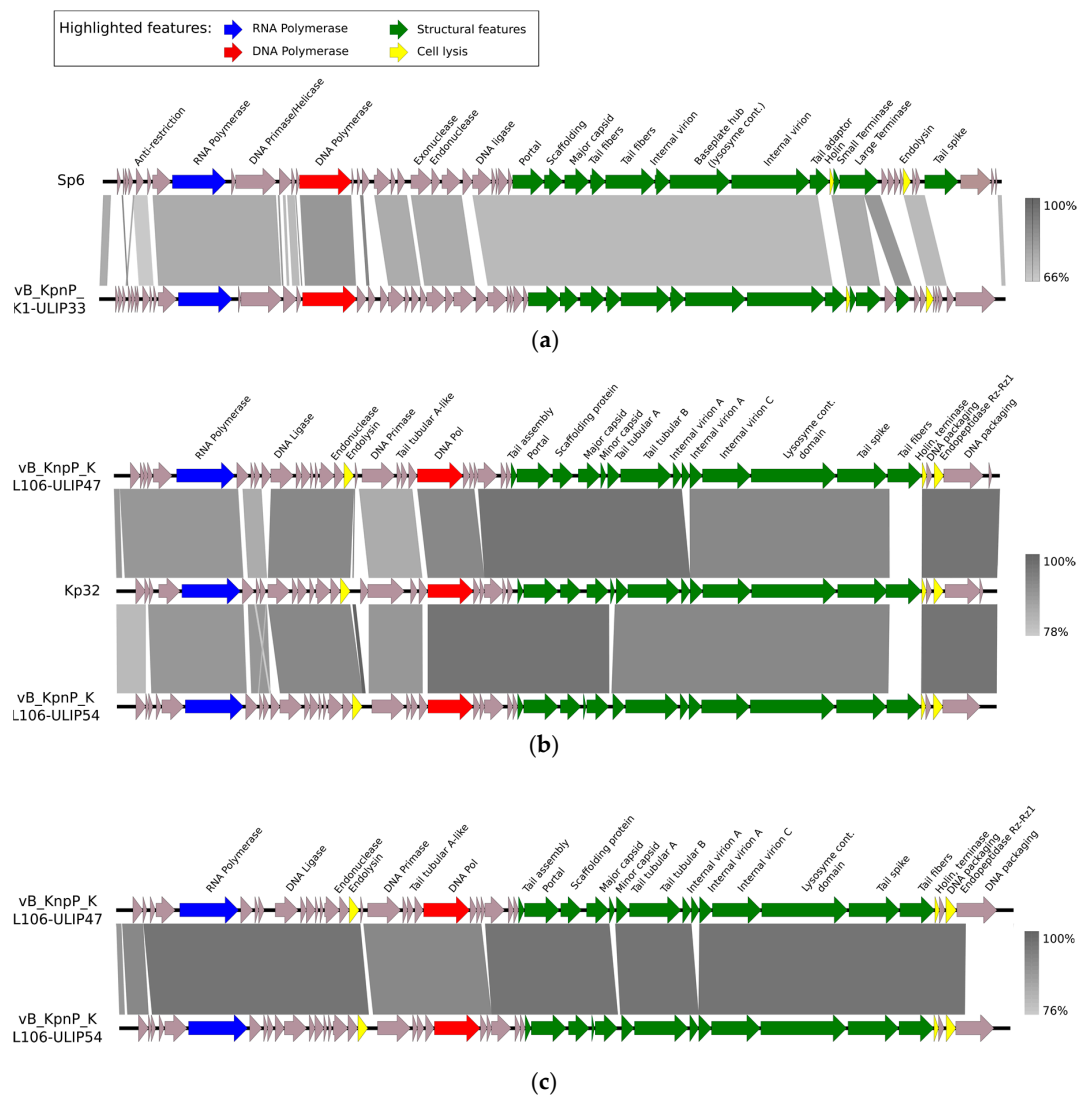 Highlighted features:
RNA Polymerase
Structural features
DNA Polymerase
Cell lysis
Anti-restriction
RNA Polymerase
DNA Primase/Helicase
DNA Polymerase
Exonuclease
Endonuclease
DNA ligase
Portal
Scaffolding
Major capsid
Tail fibers
Tail fibers
Internal virion
Baseplate hub
(lysosyme cont.)
Internal virion
Tail adaptor
Holin
Small Terminase
Large Terminase
Endolysin
Tail spike
Sp6
100%
66%
vB_KpnP_
K1-ULIP33
(a)
RNA Polymerase
DNA Ligase
Endonuclease
Endolysin
DNA Primase
Tail tubular A-like
DNA Pol
Tail assembly
Portal
Scaffolding protein
Major capsid
Minor capsid
Tail tubular A
Tail tubular B
Internal virion A
Internal virion A
Internal virion C
Lysosyme cont.
domain
Tail spike
Tail fibers
Holin, terninase
DNA packaging
Endopeptidase Rz-Rz1
DNA packaging
vB_KnpP_K
L106-ULIP47
Kp32
100%
78%
vB_KpnP_K
L106-ULIP54
(b)
RNA Polymerase
DNA Ligase
Endonuclease
Endolysin
DNA Primase
Tail tubular A-like
DNA Pol
Tail assembly
Portal
Scaffolding protein
Major capsid
Minor capsid
Tail tubular A
Tail tubular B
Internal virion A
Internal virion A
Internal virion C
Lysosyme cont.
domain
Tail spike
Tail fibers
Holin, terninase
DNA packaging
Endopeptidase Rz-Rz1
DNA packaging
vB_KnpP_K
L106-ULIP47
100%
76%
vB_KpnP_K
L106-ULIP54
(c)